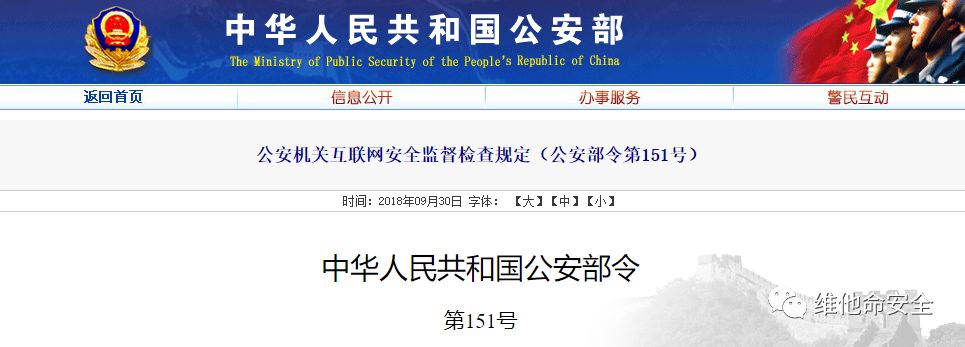 中华人民共和国公安部
The Ministry of Public Security of the People's Republic of China
返回首页 信息公开 办事服务 警民互动
公安机关互联网安全监督检查规定（公安部令第151号）
时间：2018年09月30日 字体： 【大】【中】【小】
中华人民共和国公安部令
第151号
维他命安全